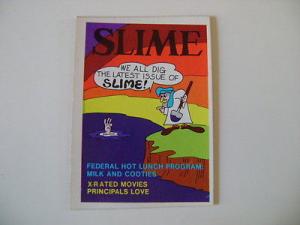 SLIME
WE ALL DIG
THE LATEST ISSUE OF
SLIME!
FEDERAL HOT LUNCH PROGRAM:
MILK AND COOTIES
X-RATED MOVIES
PRINCIPALS LOVE